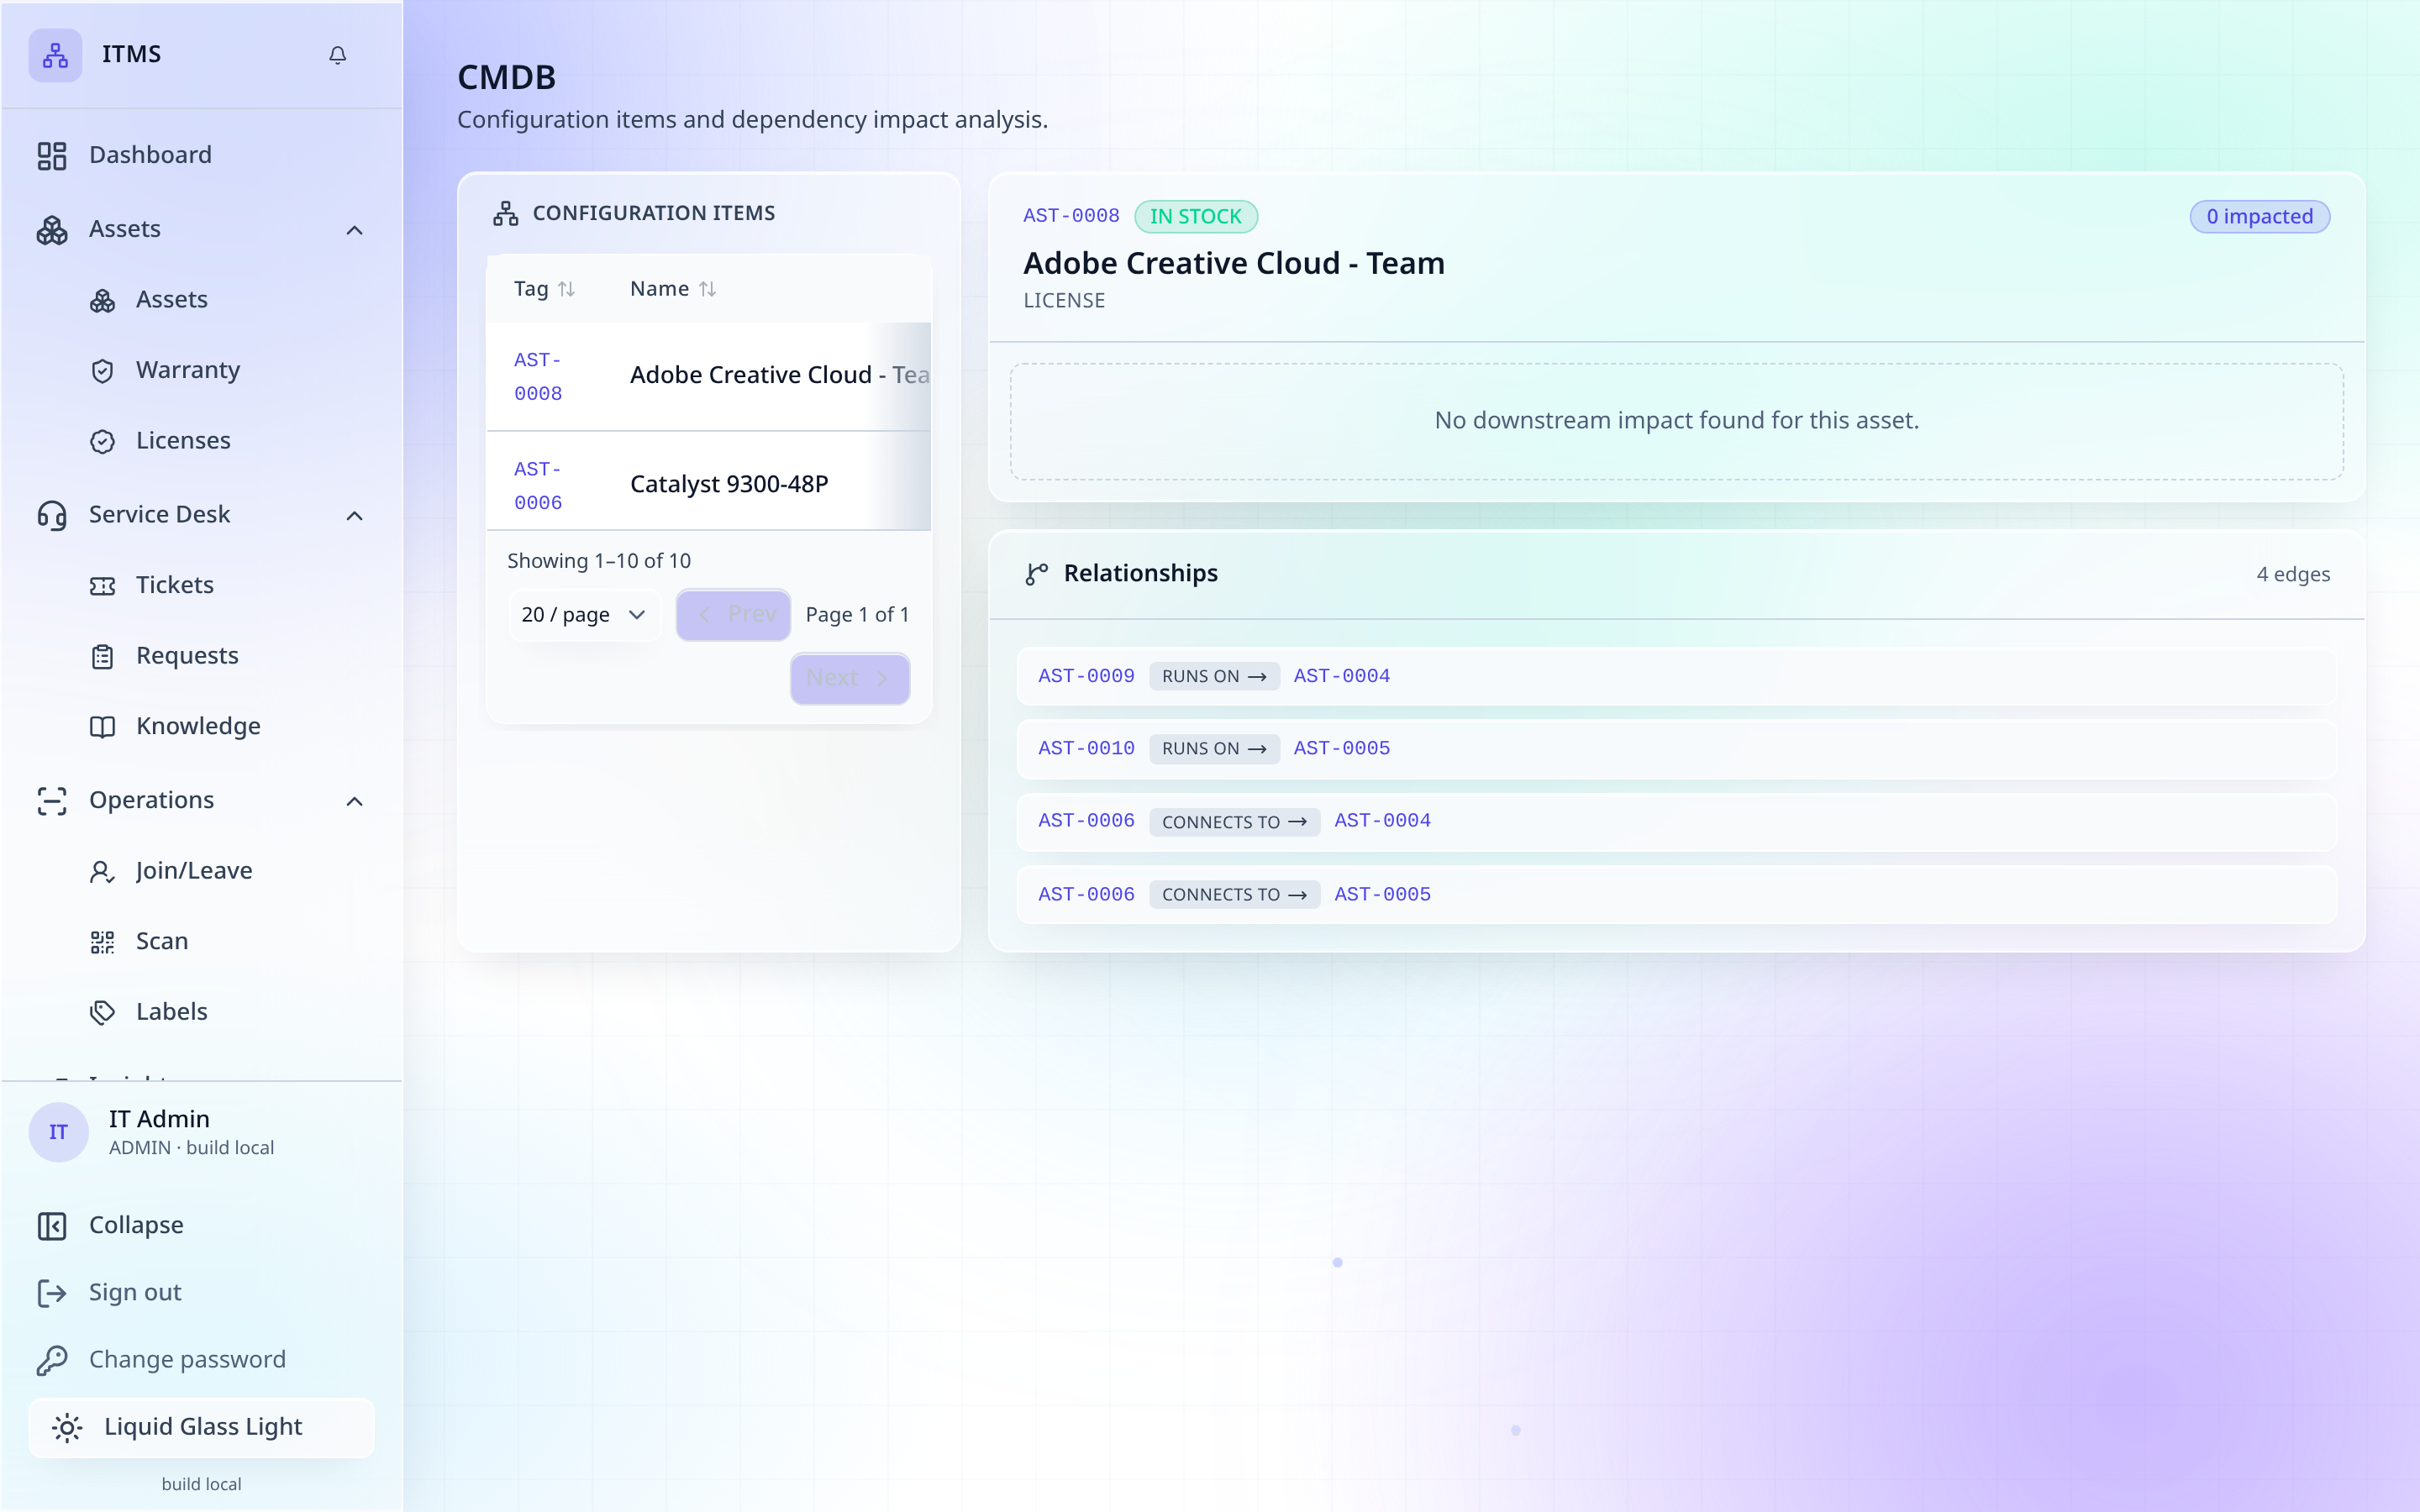 ITMS
Dashboard
Assets
Assets
Warranty
Licenses
Service Desk
Tickets
Requests
Knowledge
Operations
Join/Leave
Scan
Labels
IT
IT Admin
ADMIN · build local
Collapse
Sign out
Change password
Liquid Glass Light
build local
CMDB
Configuration items and dependency impact analysis.
CONFIGURATION ITEMS
Tag Name
AST-
0008
Adobe Creative Cloud - Tea
AST-
0006
Catalyst 9300-48P
Showing 1–10 of 10
20 / page Prev Page 1 of 1
Next
AST-0008 IN STOCK 0 impacted
Adobe Creative Cloud - Team
LICENSE
No downstream impact found for this asset.
Relationships 4 edges
AST-0009 RUNS ON → AST-0004
AST-0010 RUNS ON → AST-0005
AST-0006 CONNECTS TO → AST-0004
AST-0006 CONNECTS TO → AST-0005